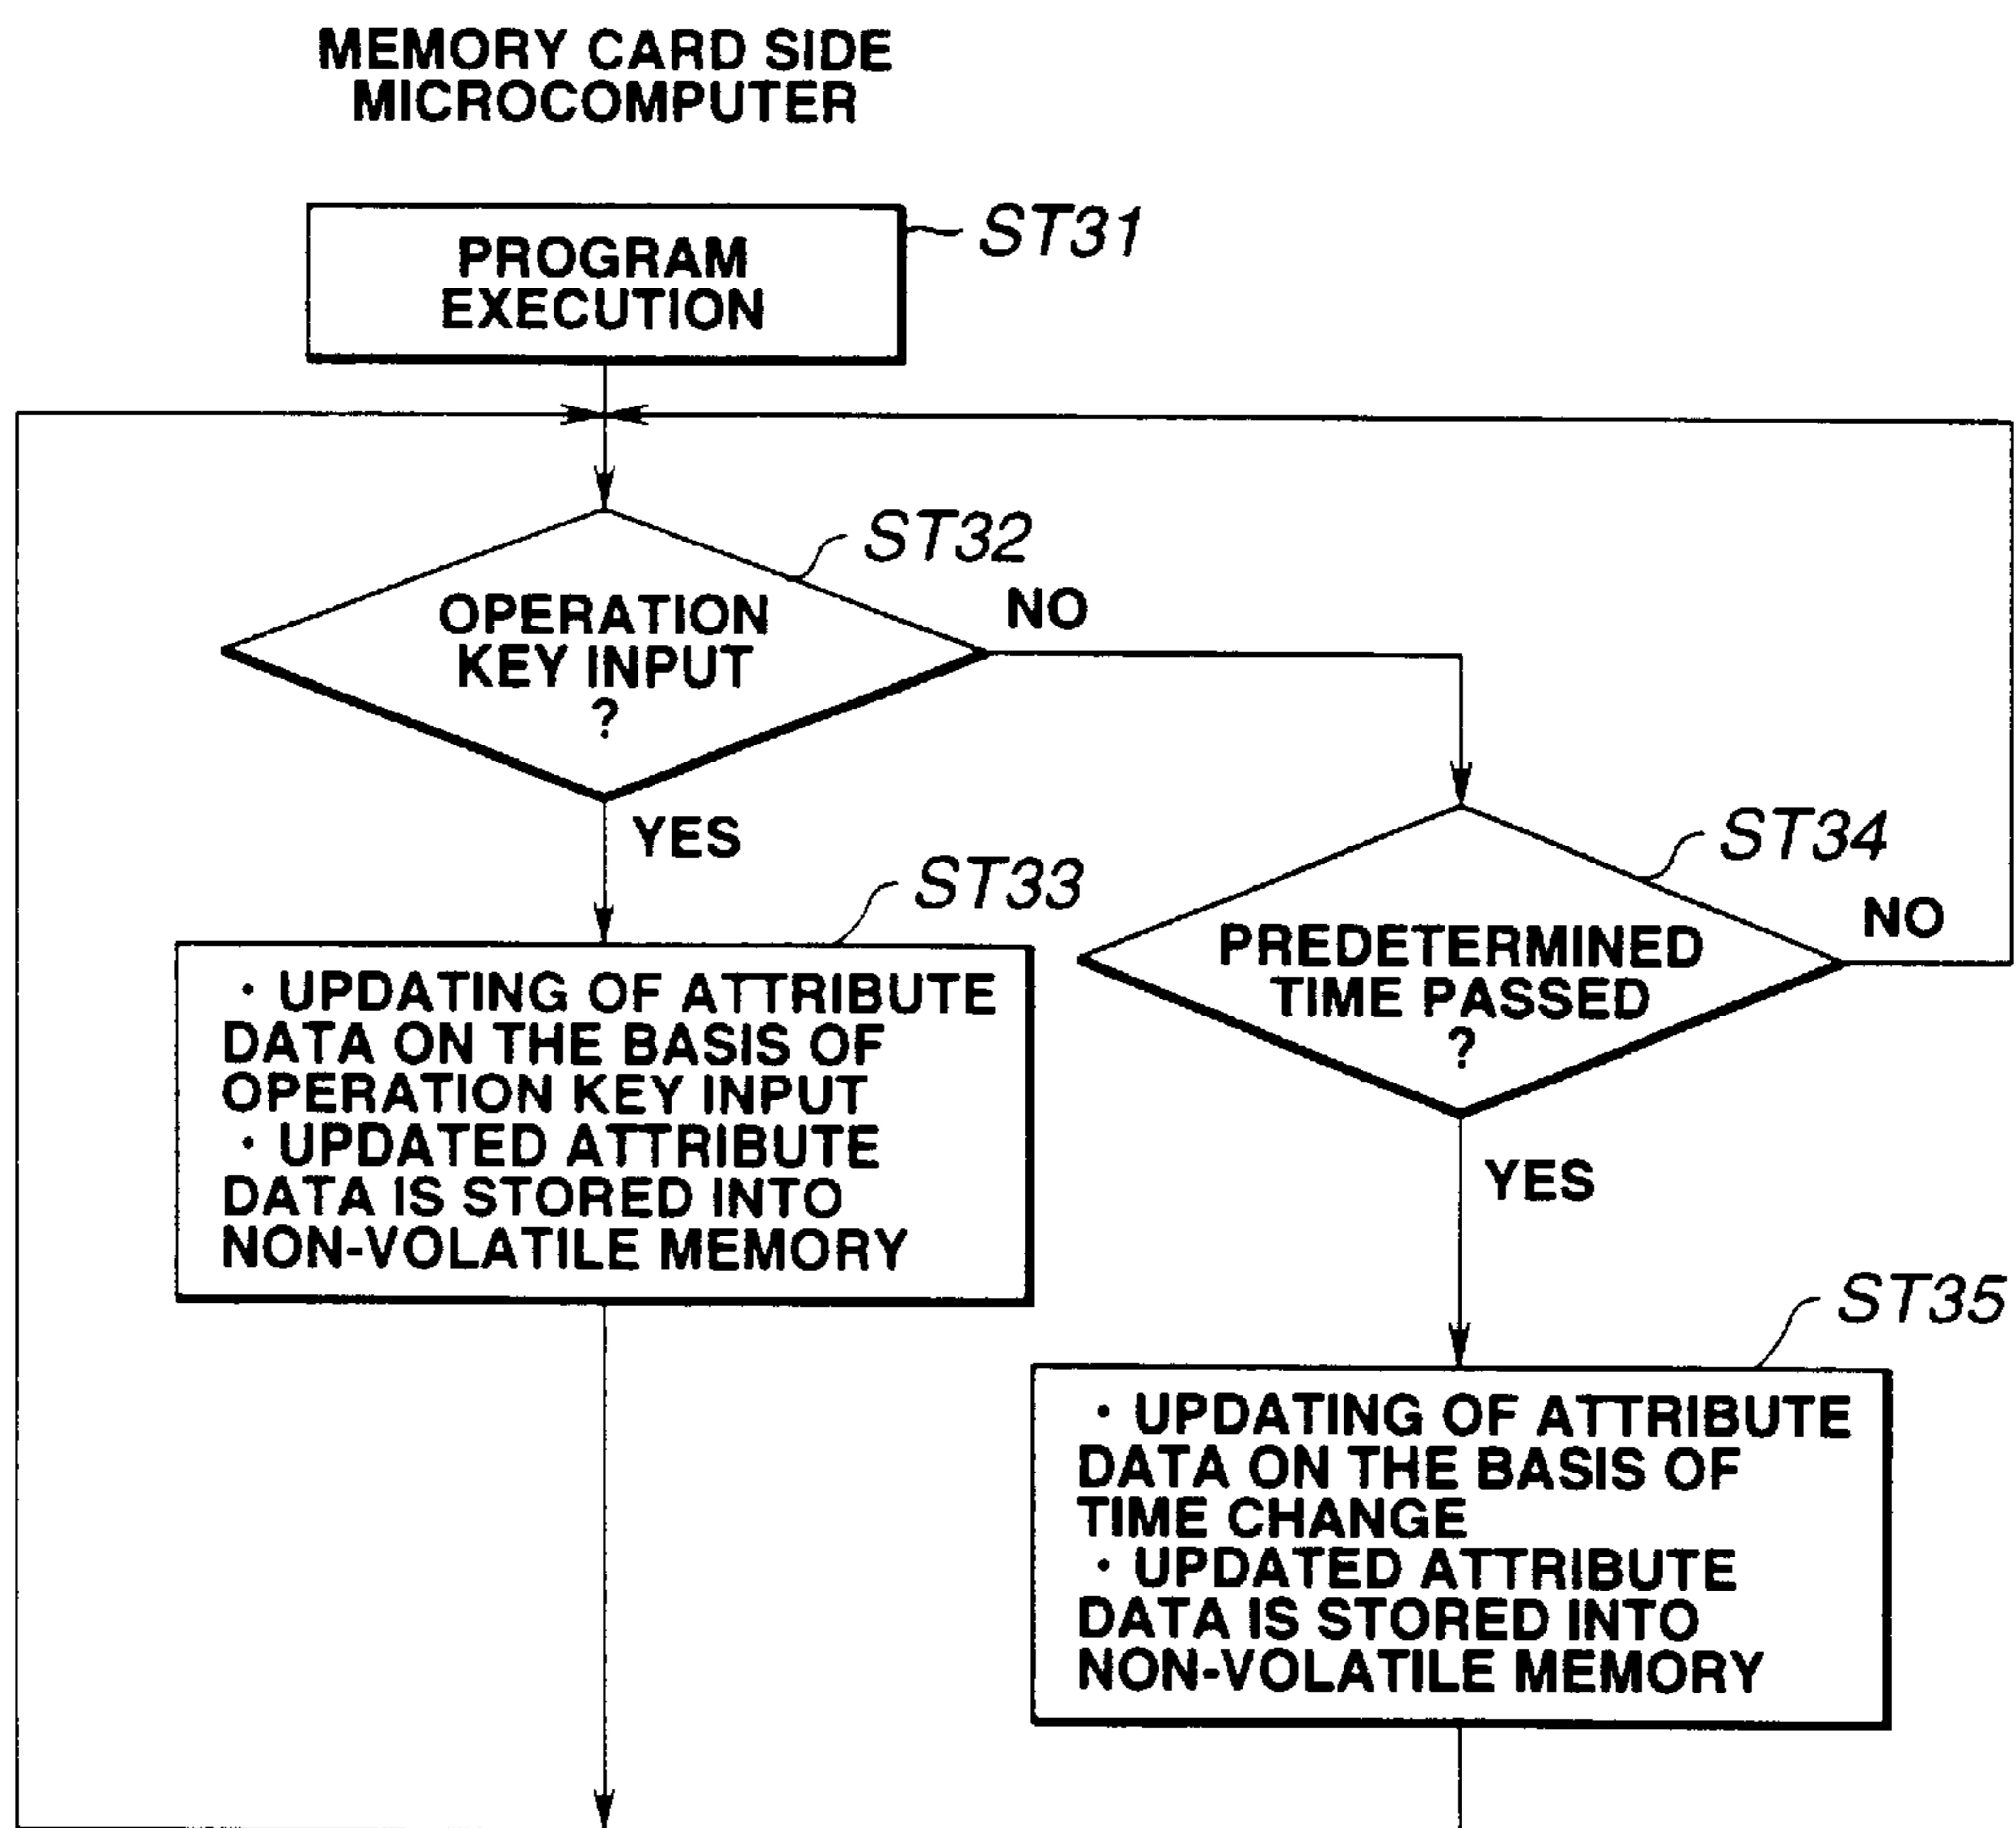 MEMORY CARD SIDE
MICROCOMPUTER
PROGRAM
EXECUTION
ST31
ST32
OPERATION
KEY INPUT
?
NO
YES
ST33
· UPDATING OF ATTRIBUTE
DATA ON THE BASIS OF
OPERATION KEY INPUT
· UPDATED ATTRIBUTE
DATA IS STORED INTO
NON-VOLATILE MEMORY
ST34
PREDETERMINED
TIME PASSED
?
NO
YES
ST35
· UPDATING OF ATTRIBUTE
DATA ON THE BASIS OF
TIME CHANGE
· UPDATED ATTRIBUTE
DATA IS STORED INTO
NON-VOLATILE MEMORY